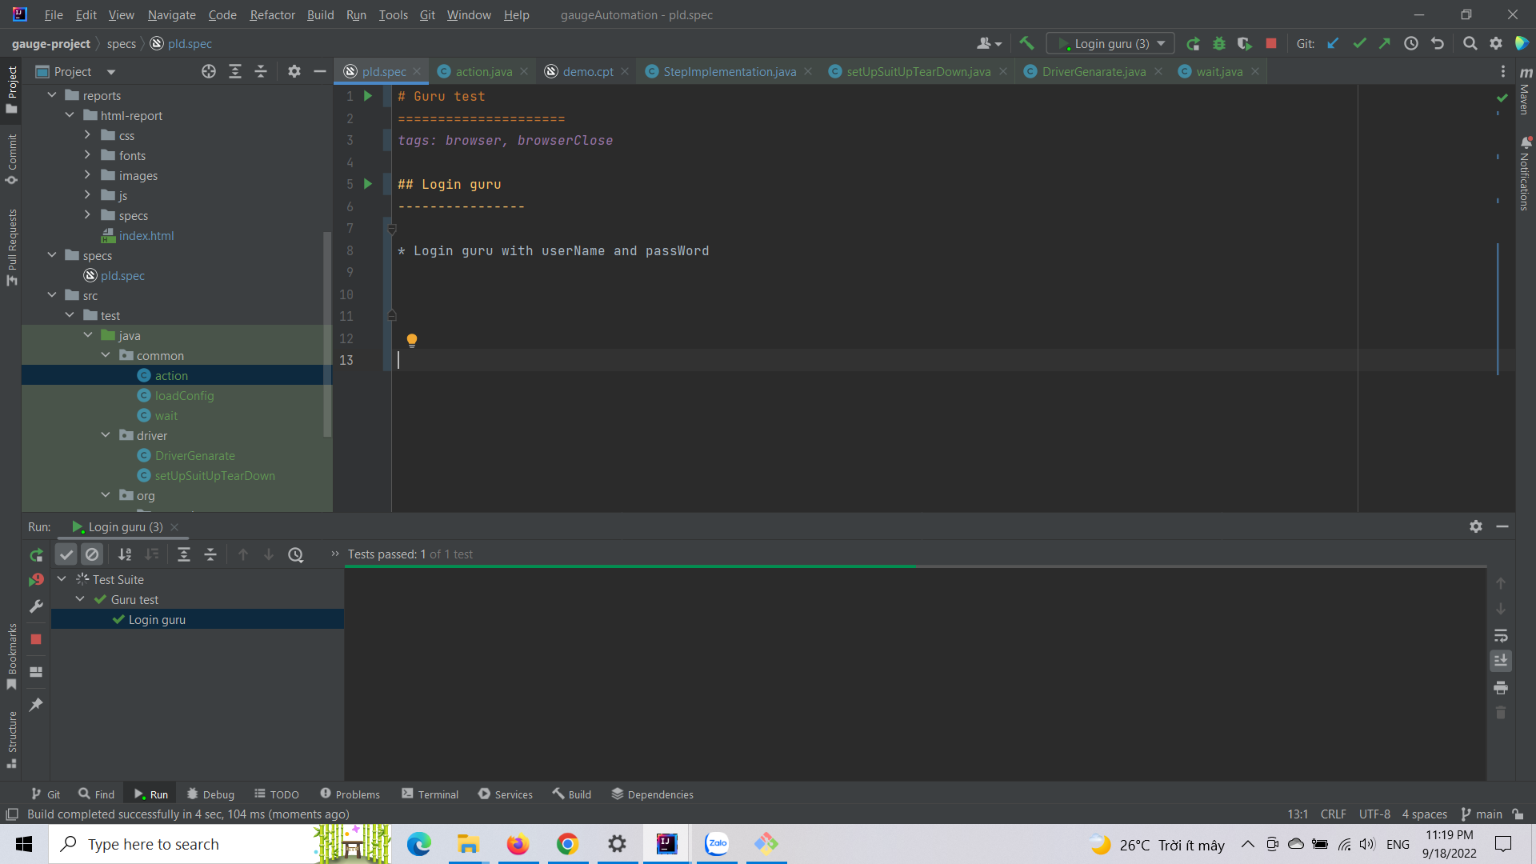 File Edit View Navigate Code Refactor Build Run Tools Git Window Help gaugeAutomation - pld.spec
gauge-project specs pld.spec Login guru (3) Git:
Project
pld.spec action.java demo.cpt StepImplementation.java setUpSuitUpTearDown.java DriverGenarate.java wait.java
Project
Commit
Pull Requests
Bookmarks
Structure
reports
html-report
css
fonts
images
js
specs
index.html
specs
pld.spec
src
test
java
common
action
loadConfig
wait
driver
DriverGenarate
setUpSuitUpTearDown
org
1 # Guru test
2 =====================
3 tags: browser, browserClose
4
5 ## Login guru
6 ----------------
7
8 * Login guru with userName and passWord
9
10
11
12
13
Maven
Notifications
Run: Login guru (3)
Tests passed: 1 of 1 test
Test Suite
Guru test
Login guru
Git Find Run Debug TODO Problems Terminal Services Build Dependencies
Build completed successfully in 4 sec, 104 ms (moments ago) 13:1 CRLF UTF-8 4 spaces main
Type here to search Zalo 26°C Trời ít mây ENG 11:19 PM
9/18/2022